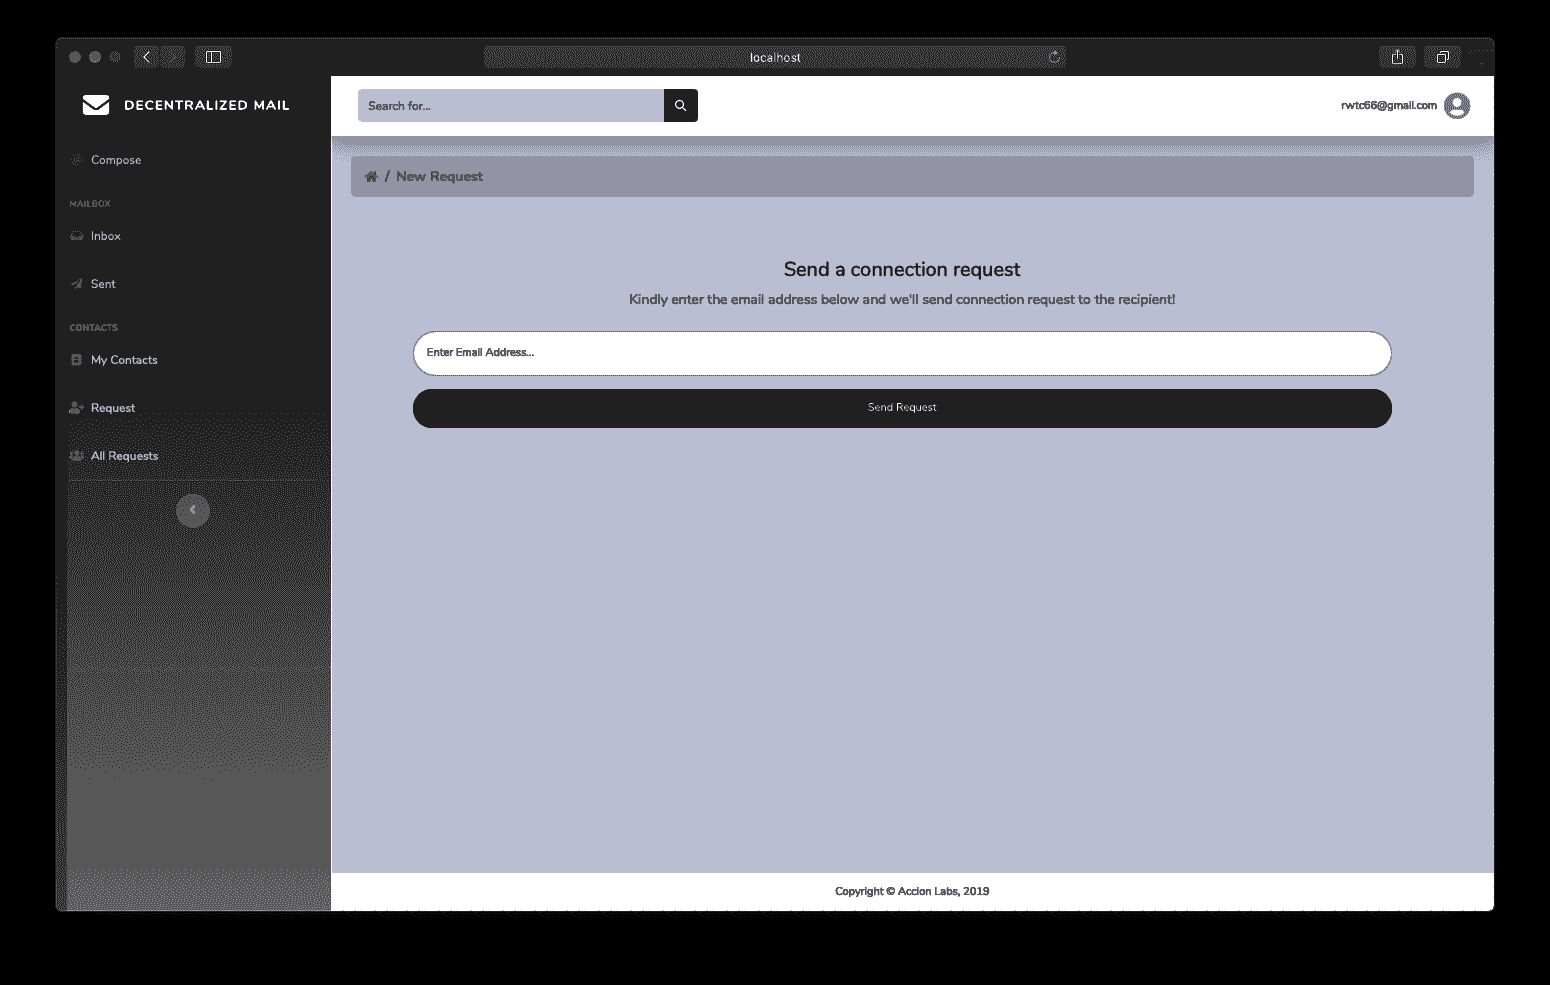 localhost
DECENTRALIZED MAIL
Search for...
rwtc66@gmail.com
Compose
/ New Request
MAILBOX
Inbox
Sent
CONTACTS
My Contacts
Request
All Requests
Send a connection request
Kindly enter the email address below and we'll send connection request to the recipient!
Enter Email Address...
Send Request
Copyright © Accion Labs, 2019